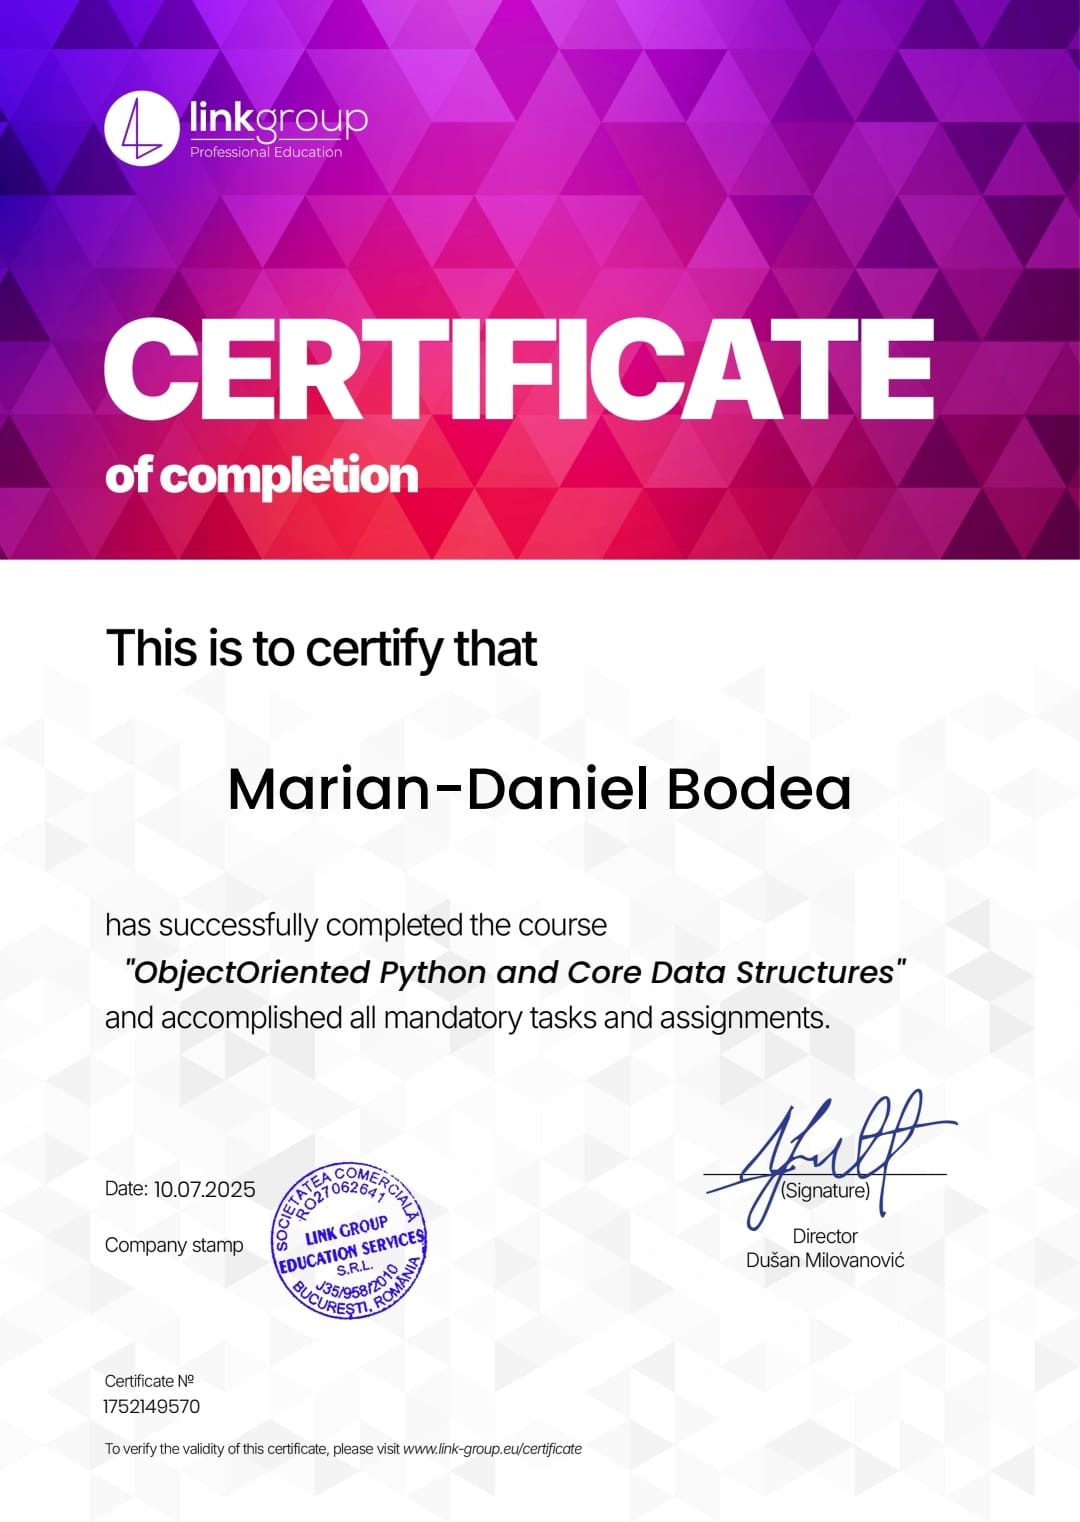 linkgroup
Professional Education
CERTIFICATE
of completion
This is to certify that
Marian-Daniel Bodea
has successfully completed the course
"ObjectOriented Python and Core Data Structures"
and accomplished all mandatory tasks and assignments.
Date: 10.07.2025
Company stamp
SOCIETATEA COMERCIALĂ
RO27062641
LINK GROUP
EDUCATION SERVICES
S.R.L.
J35/958/2010
BUCUREŞTI, ROMÂNIA
(Signature)
Director
Dušan Milovanović
Certificate №
1752149570
To verify the validity of this certificate, please visit www.link-group.eu/certificate